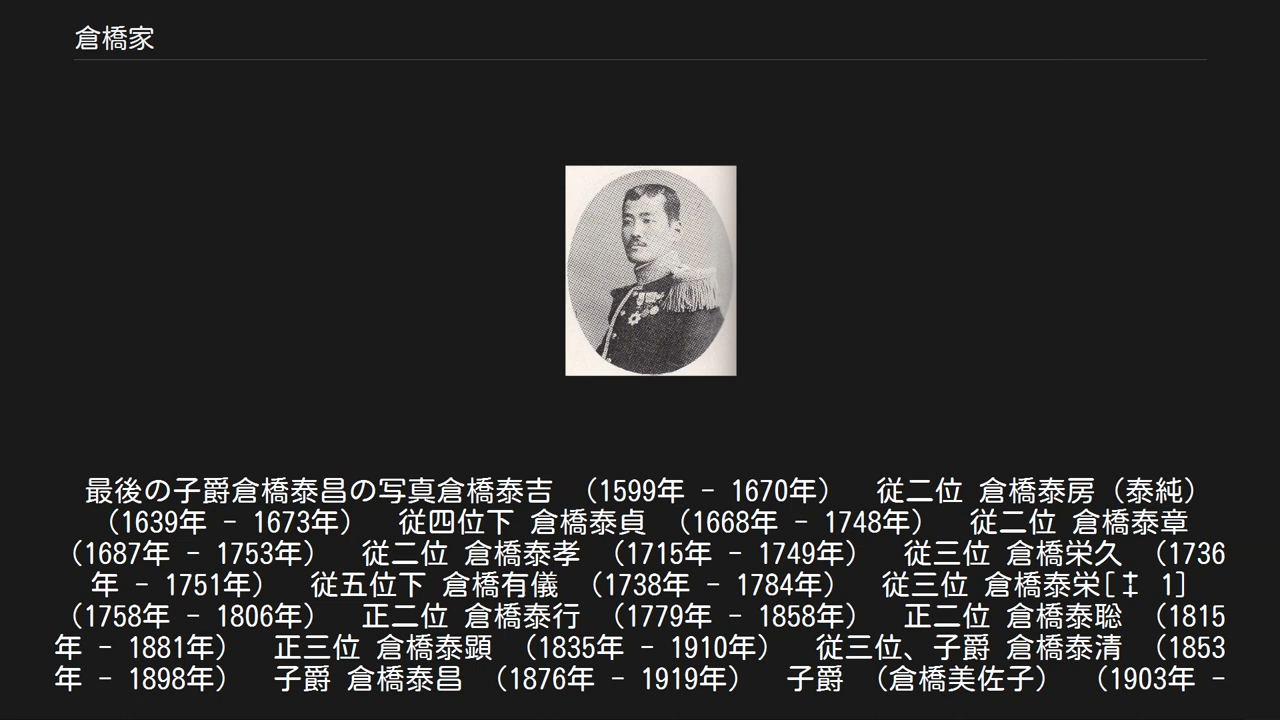 倉橋家
最後の子爵倉橋泰昌の写真倉橋泰吉 （1599年 - 1670年） 従二位 倉橋泰房（泰純）
（1639年 - 1673年） 従四位下 倉橋泰貞 （1668年 - 1748年） 従二位 倉橋泰章
（1687年 - 1753年） 従二位 倉橋泰孝 （1715年 - 1749年） 従三位 倉橋栄久 （1736
年 - 1751年） 従五位下 倉橋有儀 （1738年 - 1784年） 従三位 倉橋泰栄[‡ 1]
（1758年 - 1806年） 正二位 倉橋泰行 （1779年 - 1858年） 正二位 倉橋泰聡 （1815
年 - 1881年） 正三位 倉橋泰顕 （1835年 - 1910年） 従三位、子爵 倉橋泰清 （1853
年 - 1898年） 子爵 倉橋泰昌 （1876年 - 1919年） 子爵 （倉橋美佐子） （1903年 -